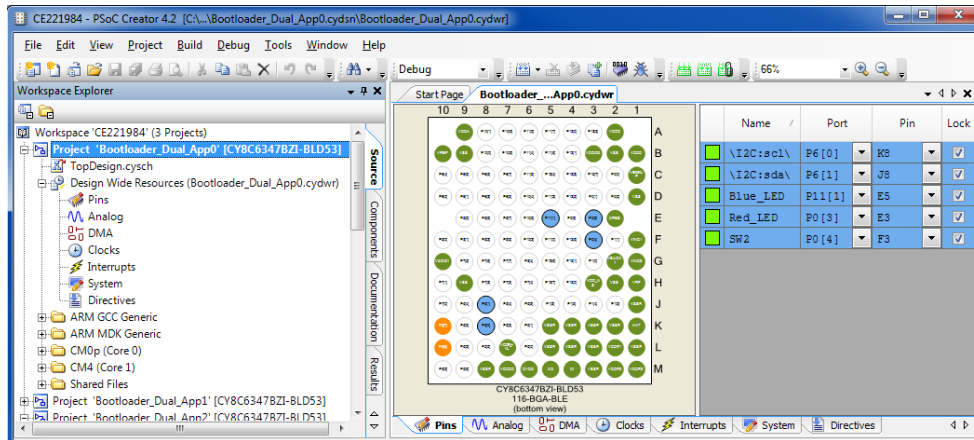 CE221984 - PSoC Creator 4.2 [C:\...\Bootloader_Dual_App0.cydsn\Bootloader_Dual_App0.cydwr]
File Edit View Project Build Debug Tools Window Help
Debug 66%
Workspace Explorer
Workspace 'CE221984' (3 Projects)
Project 'Bootloader_Dual_App0' [CY8C6347BZI-BLD53]
TopDesign.cysch
Design Wide Resources (Bootloader_Dual_App0.cydwr)
Pins
Analog
DMA
Clocks
Interrupts
System
Directives
ARM GCC Generic
ARM MDK Generic
CM0p (Core 0)
CM4 (Core 1)
Shared Files
Project 'Bootloader_Dual_App1' [CY8C6347BZI-BLD53]
Project 'Bootloader_Dual_App2' [CY8C6347BZI-BLD53]
Source
Components
Documentation
Results
Start Page Bootloader_...App0.cydwr
10 9 8 7 6 5 4 3 2 1
A
B
C
D
E
F
G
H
J
K
L
M
CY8C6347BZI-BLD53
116-BGA-BLE
(bottom view)
Name / Port Pin Lock
\I2C:scl\ P6[0] K8
\I2C:sda\ P6[1] J8
Blue_LED P11[1] E5
Red_LED P0[3] E3
SW2 P0[4] F3
Pins Analog DMA Clocks Interrupts System Directives